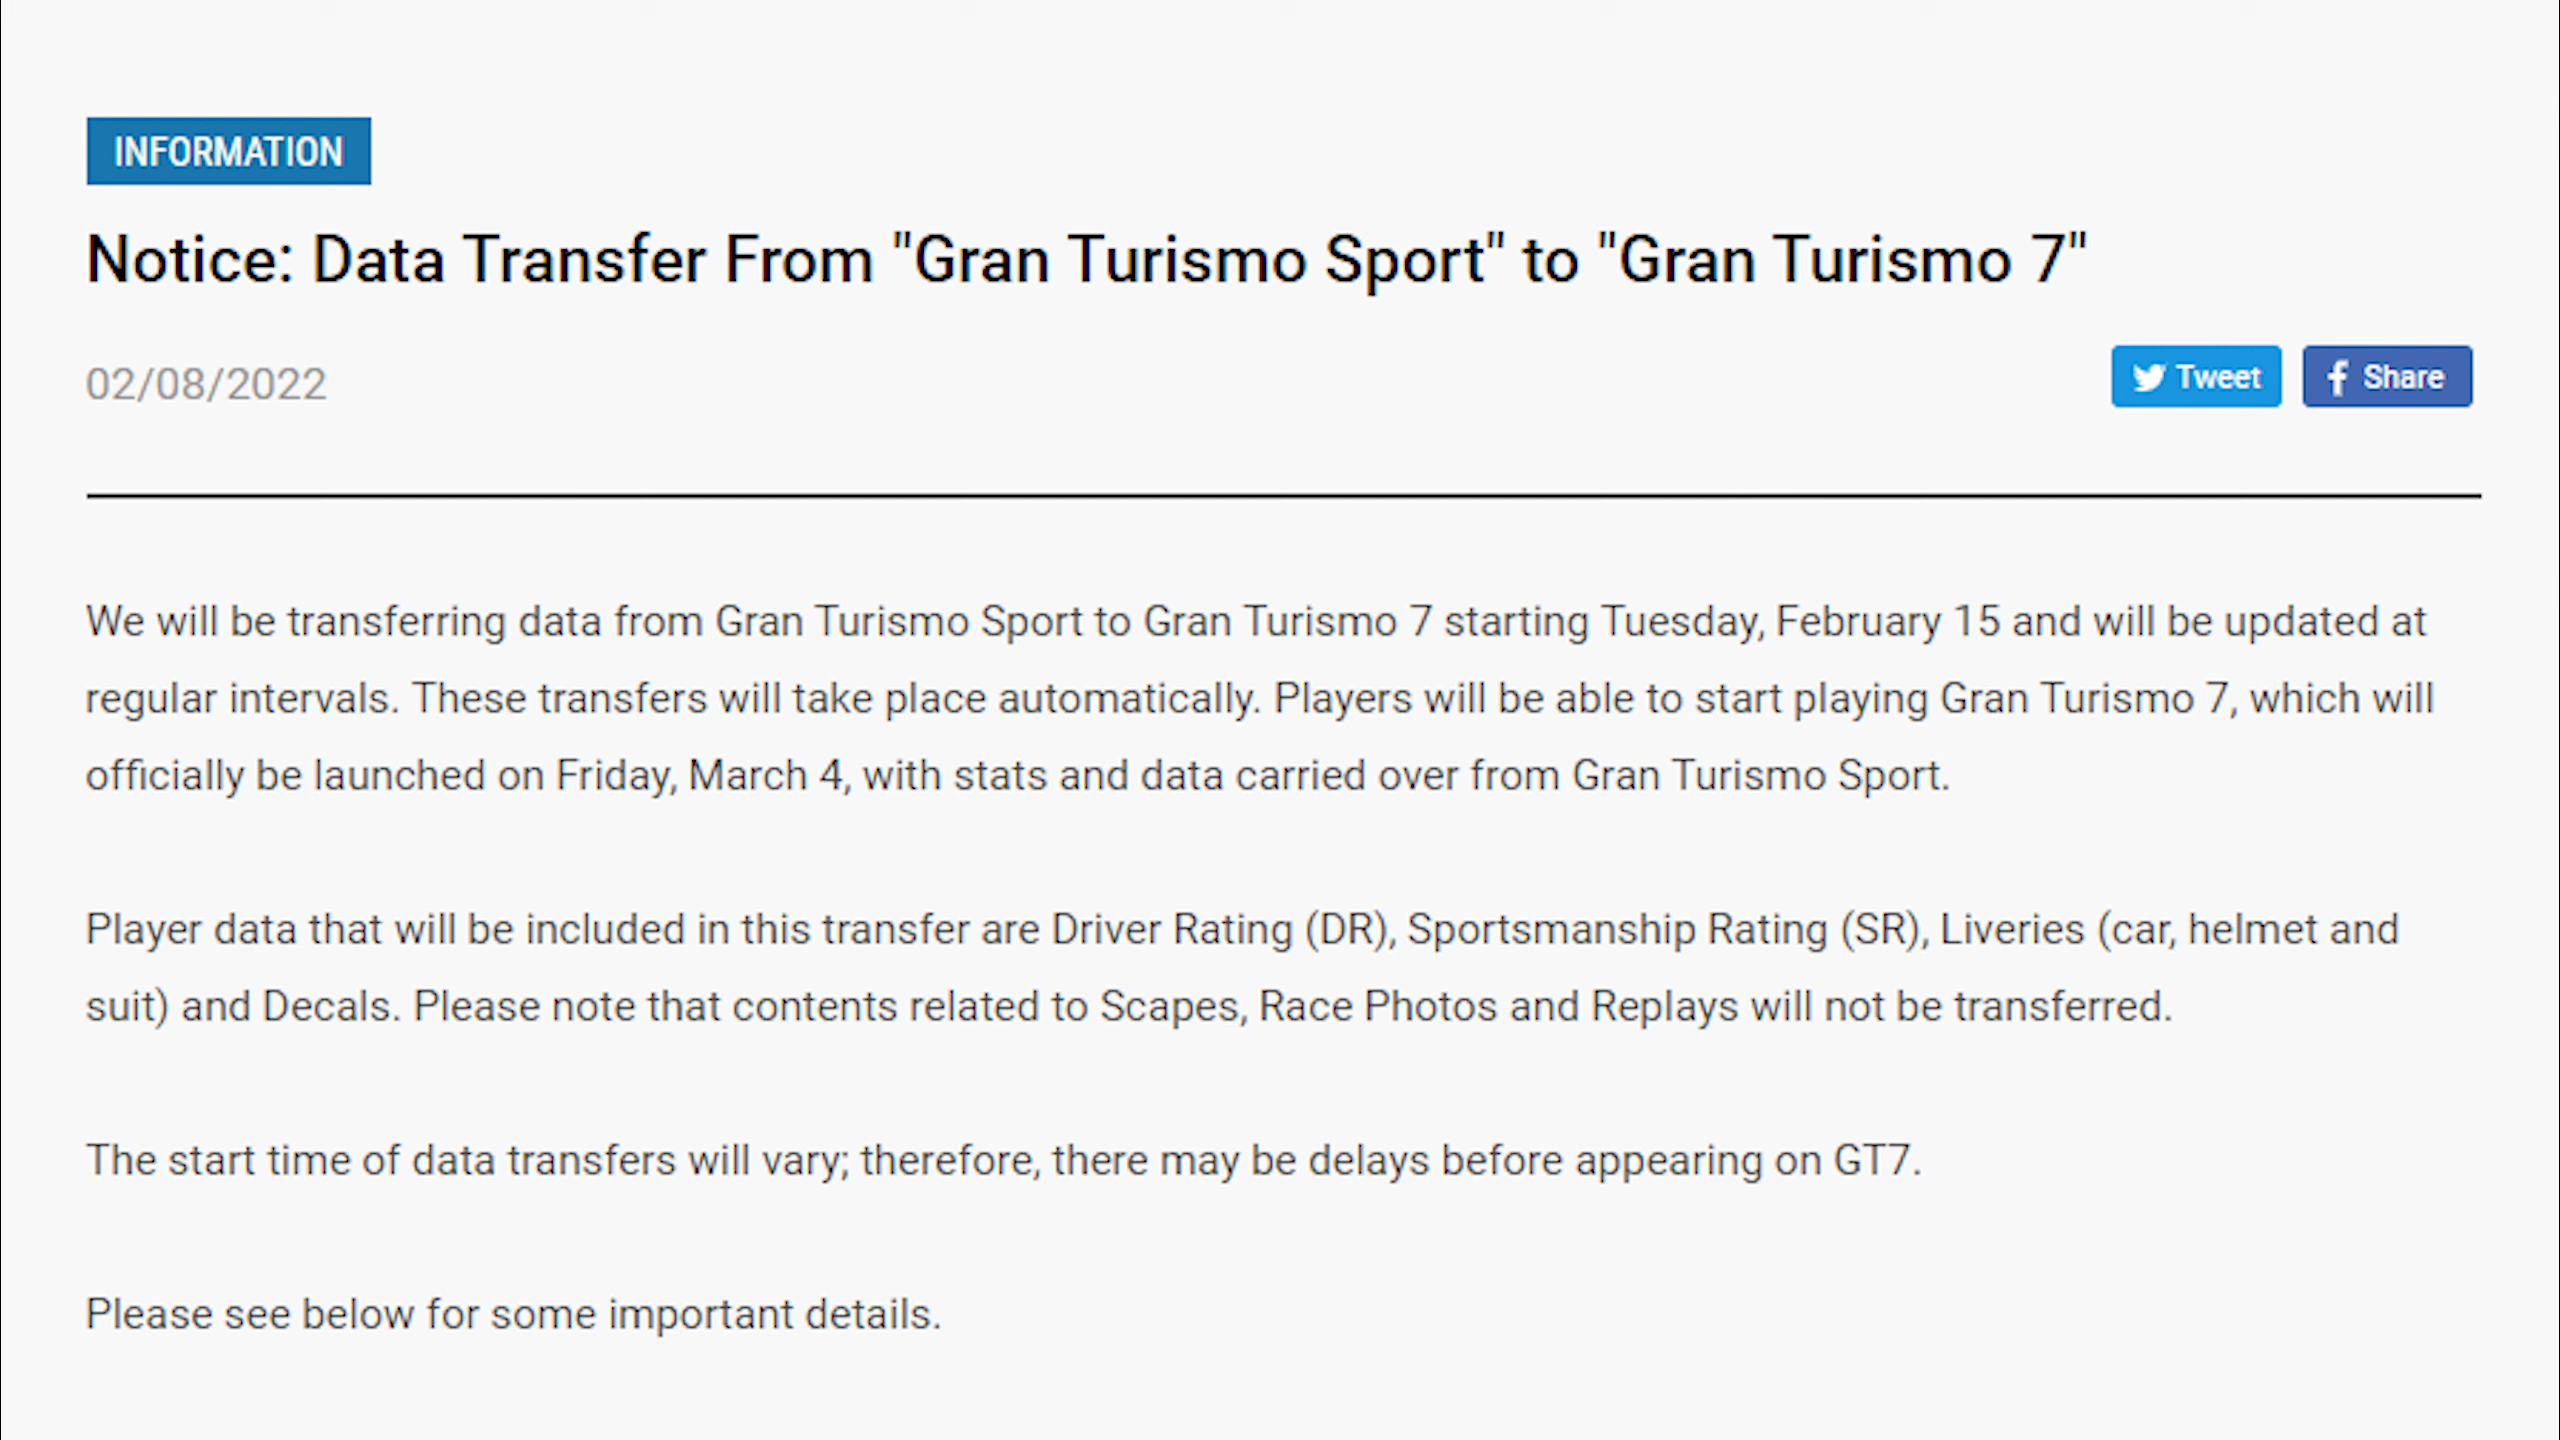 INFORMATION
Notice: Data Transfer From "Gran Turismo Sport" to "Gran Turismo 7"
02/08/2022
Tweet
Share
We will be transferring data from Gran Turismo Sport to Gran Turismo 7 starting Tuesday, February 15 and will be updated at
regular intervals. These transfers will take place automatically. Players will be able to start playing Gran Turismo 7, which will
officially be launched on Friday, March 4, with stats and data carried over from Gran Turismo Sport.
Player data that will be included in this transfer are Driver Rating (DR), Sportsmanship Rating (SR), Liveries (car, helmet and
suit) and Decals. Please note that contents related to Scapes, Race Photos and Replays will not be transferred.
The start time of data transfers will vary; therefore, there may be delays before appearing on GT7.
Please see below for some important details.